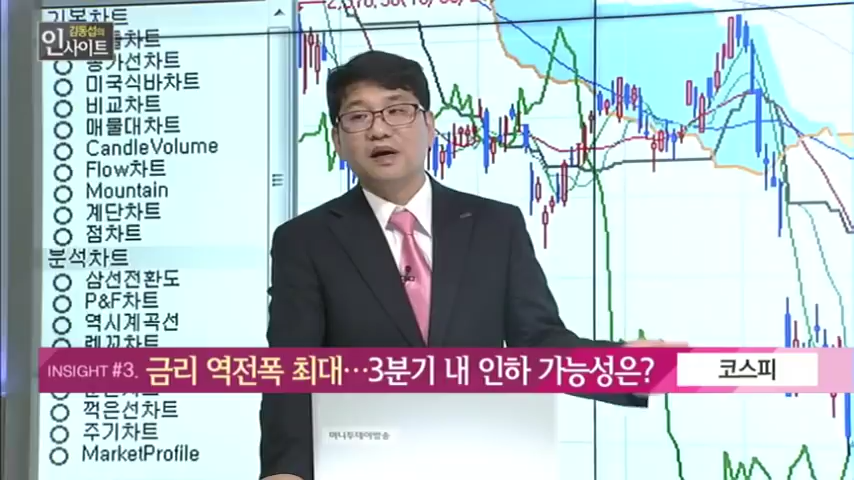 기본차트
김동섭의
인사이트
종가선차트
미국식바차트
비교차트
매물대차트
CandleVolume
Flow차트
Mountain
계단차트
점차트
분석차트
삼선전환도
P&F차트
역시계곡선
렌꼬차트
INSIGHT #3. 금리 역전폭 최대…3분기 내 인하 가능성은? 코스피
꺽은선차트
주기차트
MarketProfile
머니투데이방송